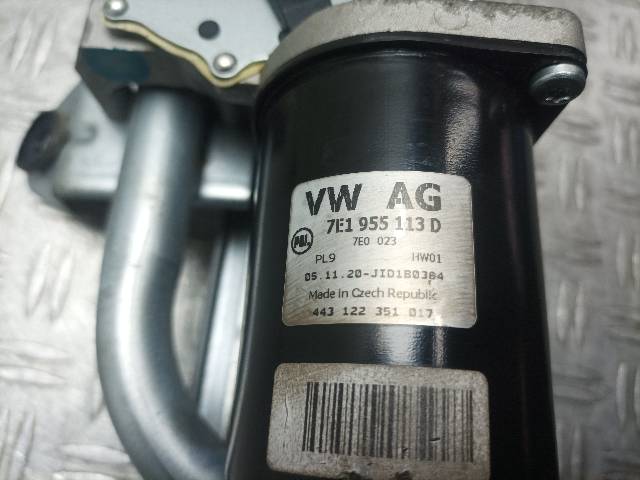 VW AG
7E1 955 113 D
PAL 7E0 023
PL9 HW01
05.11.20-JID1B0384
Made in Czech Republic
443 122 351 017